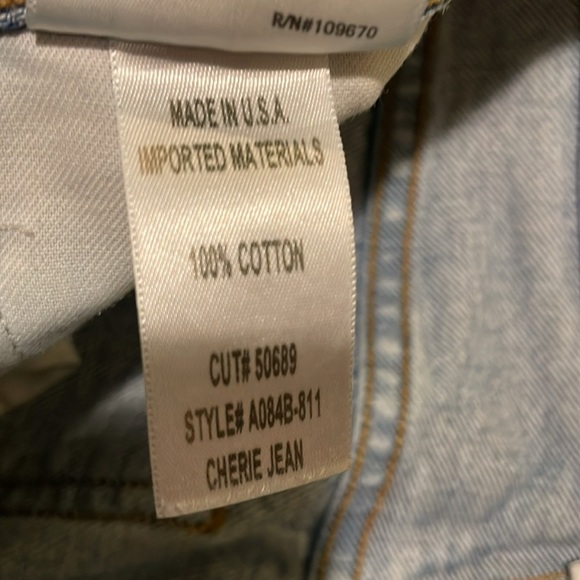 R/N#109670
MADE IN U.S.A.
IMPORTED MATERIALS
100% COTTON
CUT# 50689
STYLE# A084B-811
CHERIE JEAN